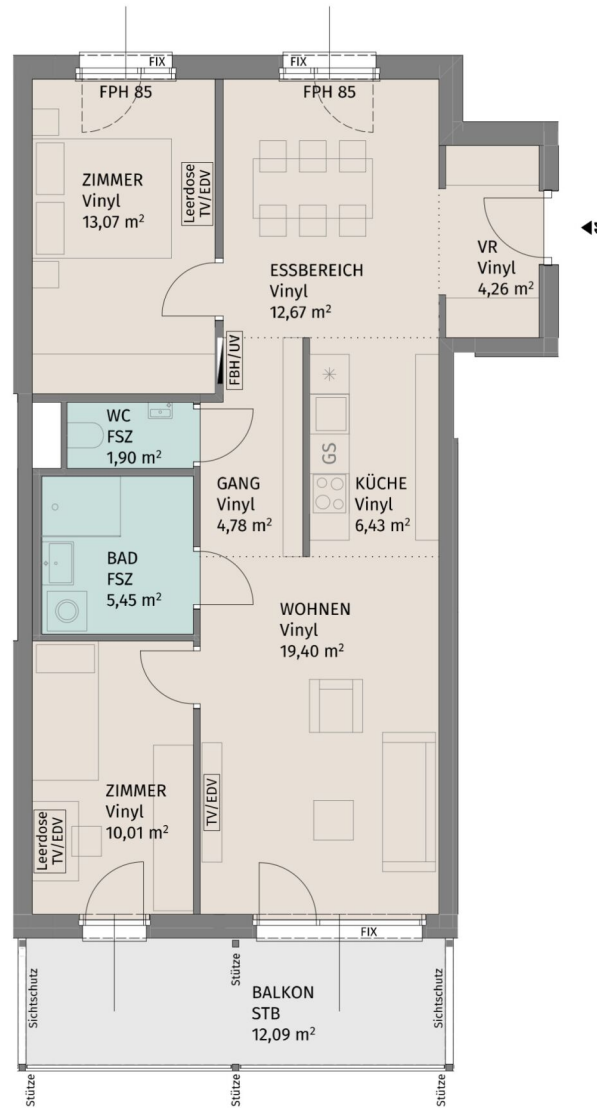 FIX
FIX
FPH 85
FPH 85
ZIMMER
Vinyl
13,07 m²
Leerdose
TV/EDV
ESSBEREICH
Vinyl
12,67 m²
VR
Vinyl
4,26 m²
FBH/UV
WC
FSZ
1,90 m²
GS
GANG
Vinyl
4,78 m²
KÜCHE
Vinyl
6,43 m²
BAD
FSZ
5,45 m²
WOHNEN
Vinyl
19,40 m²
ZIMMER
Vinyl
10,01 m²
Leerdose
TV/EDV
TV/EDV
FIX
Sichtschutz
Stütze
BALKON
STB
12,09 m²
Sichtschutz
Stütze
Stütze
Stütze